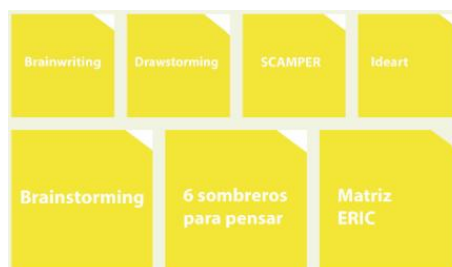 Brainwriting
Drawstorming
SCAMPER
Ideart
Brainstorming
6 sombreros
para pensar
Matriz
ERIC